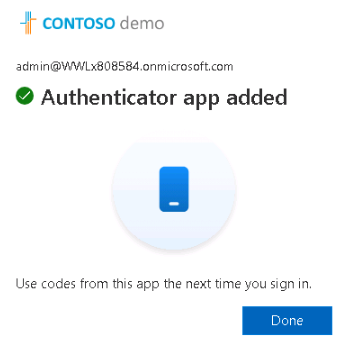 CONTOSO demo
admin@WWLx808584.onmicrosoft.com
Authenticator app added
Use codes from this app the next time you sign in.
Done